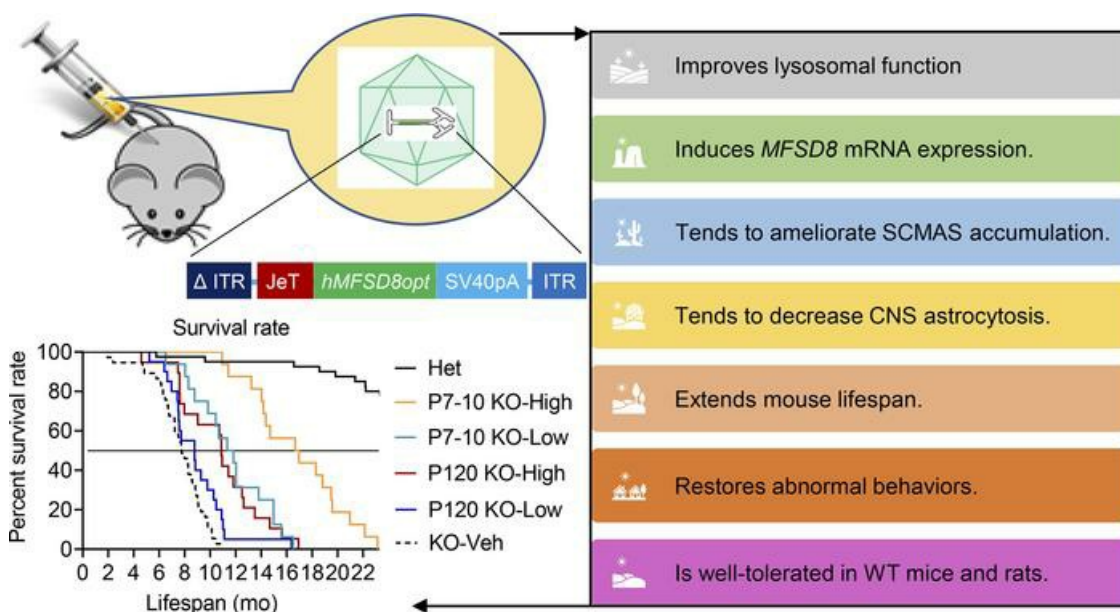 Δ ITR JeT hMFSD8opt SV40pA ITR
Survival rate
Percent survival rate
100
80
60
40
20
0
0 2 4 6 8 10 12 14 16 18 20 22
Lifespan (mo)
Het
P7-10 KO-High
P7-10 KO-Low
P120 KO-High
P120 KO-Low
KO-Veh
Improves lysosomal function
Induces MFSD8 mRNA expression.
Tends to ameliorate SCMAS accumulation.
Tends to decrease CNS astrocytosis.
Extends mouse lifespan.
Restores abnormal behaviors.
Is well-tolerated in WT mice and rats.